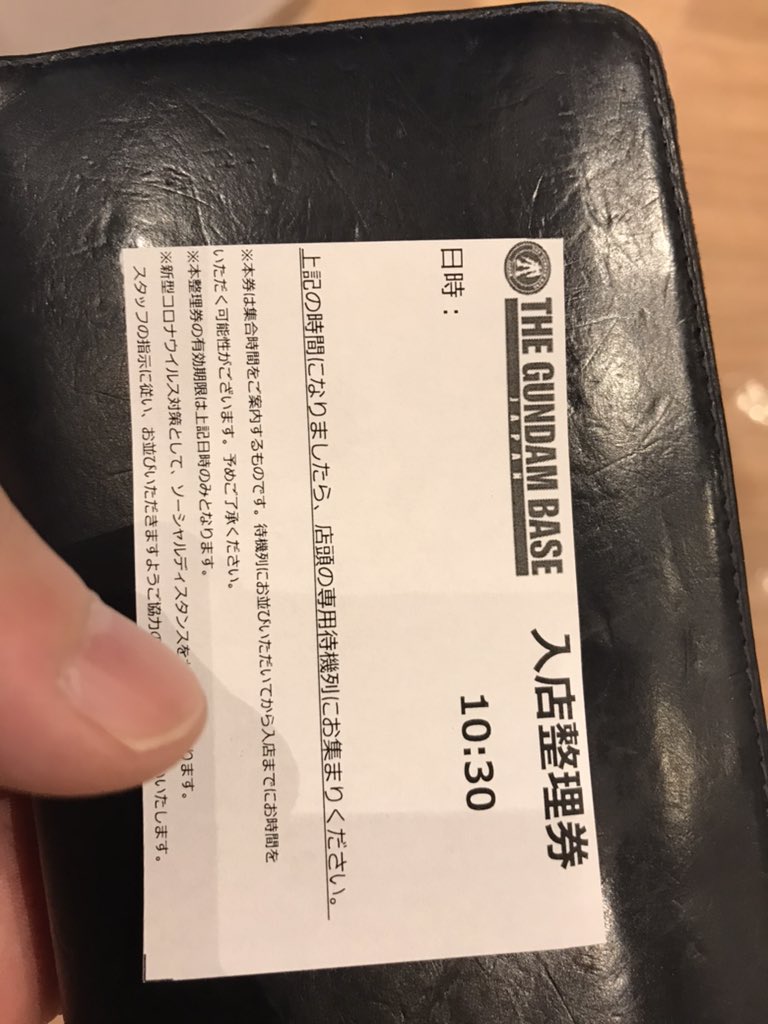 THE GUNDAM BASE 入店整理券
JAPAN
日時： 10:30
上記の時間になりましたら、店頭の専用待機列にお集まりください。
※本券は集合時間をご案内するものです。待機列にお並びいただいてから入店までにお時間を
いただく可能性がございます。予めご了承ください。
※本整理券の有効期限は上記日時のみとなります。
※新型コロナウイルス対策として、ソーシャルディスタンスを ります。
スタッフの指示に従い、お並びいただきますようご協力の いたします。